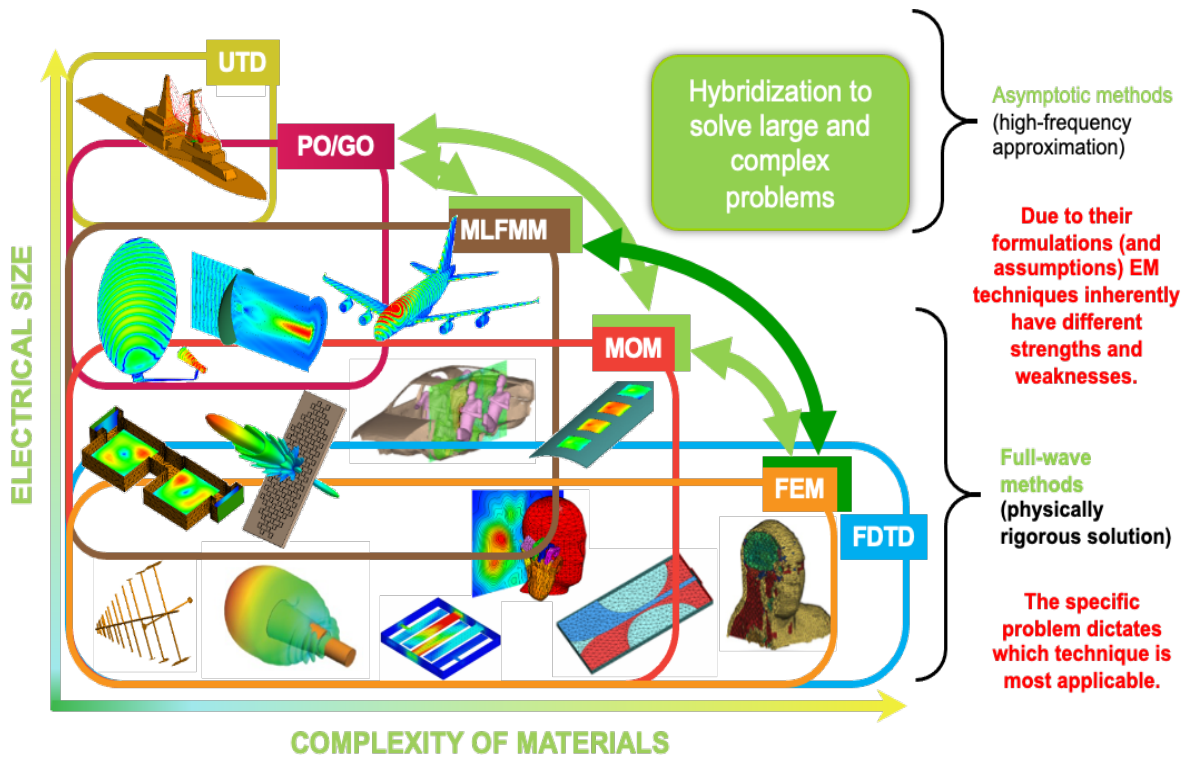 UTD
PO/GO
MLFMM
MOM
FEM
FDTD
Hybridization to
solve large and
complex
problems
Asymptotic methods
(high-frequency
approximation)
Due to their
formulations (and
assumptions) EM
techniques inherently
have different
strengths and
weaknesses.
Full-wave
methods
(physically
rigorous solution)
The specific
problem dictates
which technique is
most applicable.
ELECTRICAL SIZE
COMPLEXITY OF MATERIALS